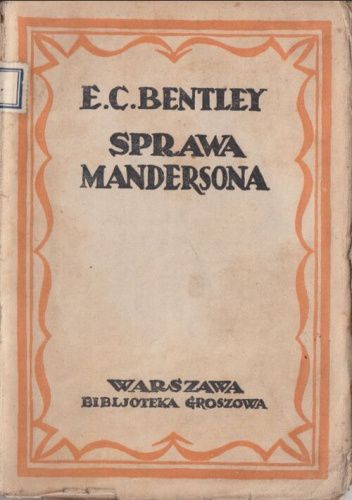 E.C.BENTLEY
SPRAWA
MANDERSONA
WARSZAWA
BIBLJOTEKA GROSZOWA